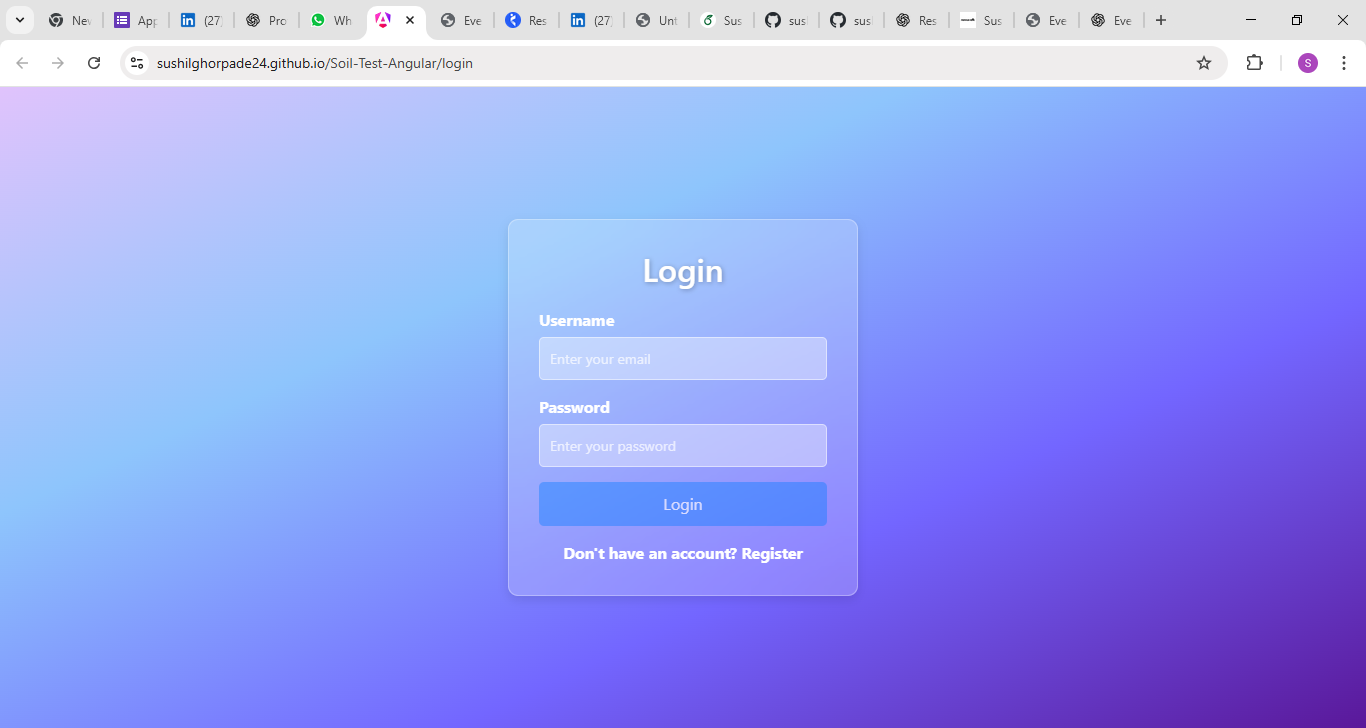 Nev
App
(27)
Pro
Wh
Eve
Res
(27)
Unt
Sus
sus
sus
Res
Sus
Eve
Eve
sushilghorpade24.github.io/Soil-Test-Angular/login
S
Login
Username
Enter your email
Password
Enter your password
Login
Don't have an account? Register